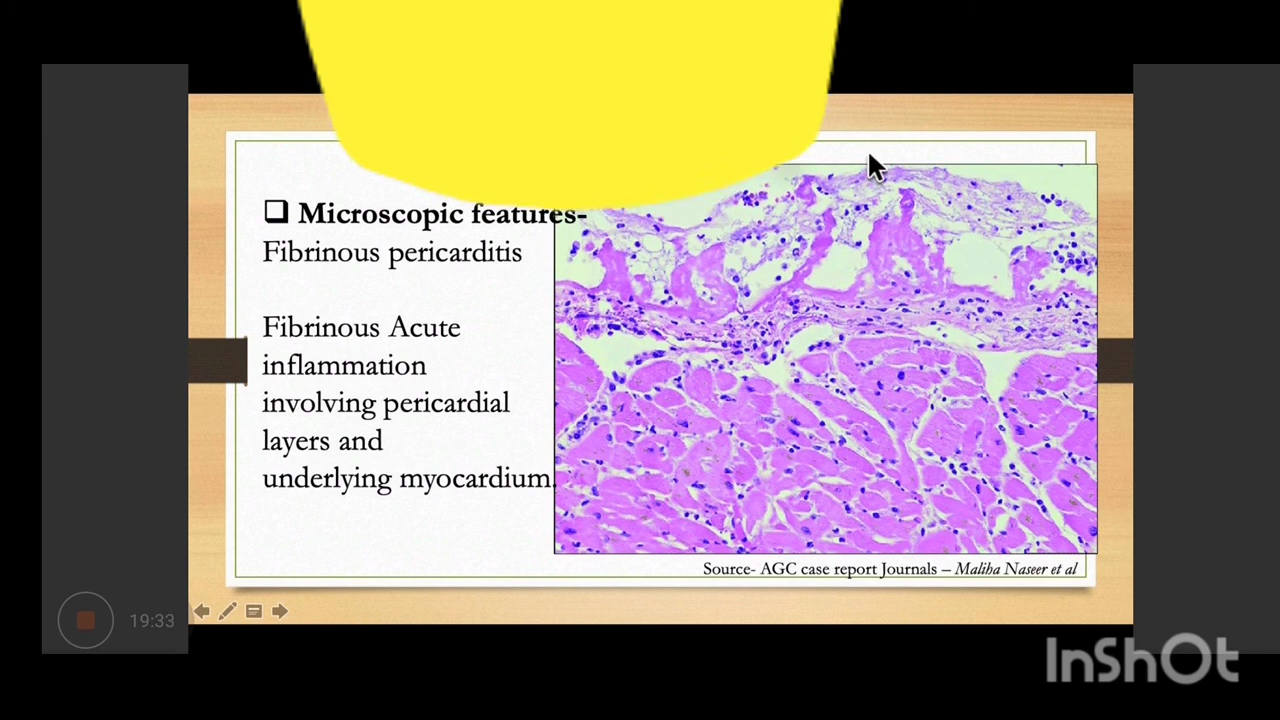 ❑ Microscopic features-
Fibrinous pericarditis
Fibrinous Acute
inflammation
involving pericardial
layers and
underlying myocardium.
Source- AGC case report Journals – Maliha Naseer et al
19:33
InShOt